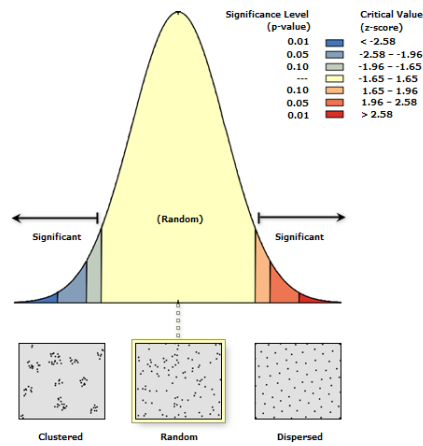 Significance Level Critical Value
(p-value) (z-score)
0.01 < -2.58
0.05 -2.58 – -1.96
0.10 -1.96 – -1.65
--- -1.65 – 1.65
0.10 1.65 – 1.96
0.05 1.96 – 2.58
0.01 > 2.58
(Random)
Significant Significant
Clustered Random Dispersed